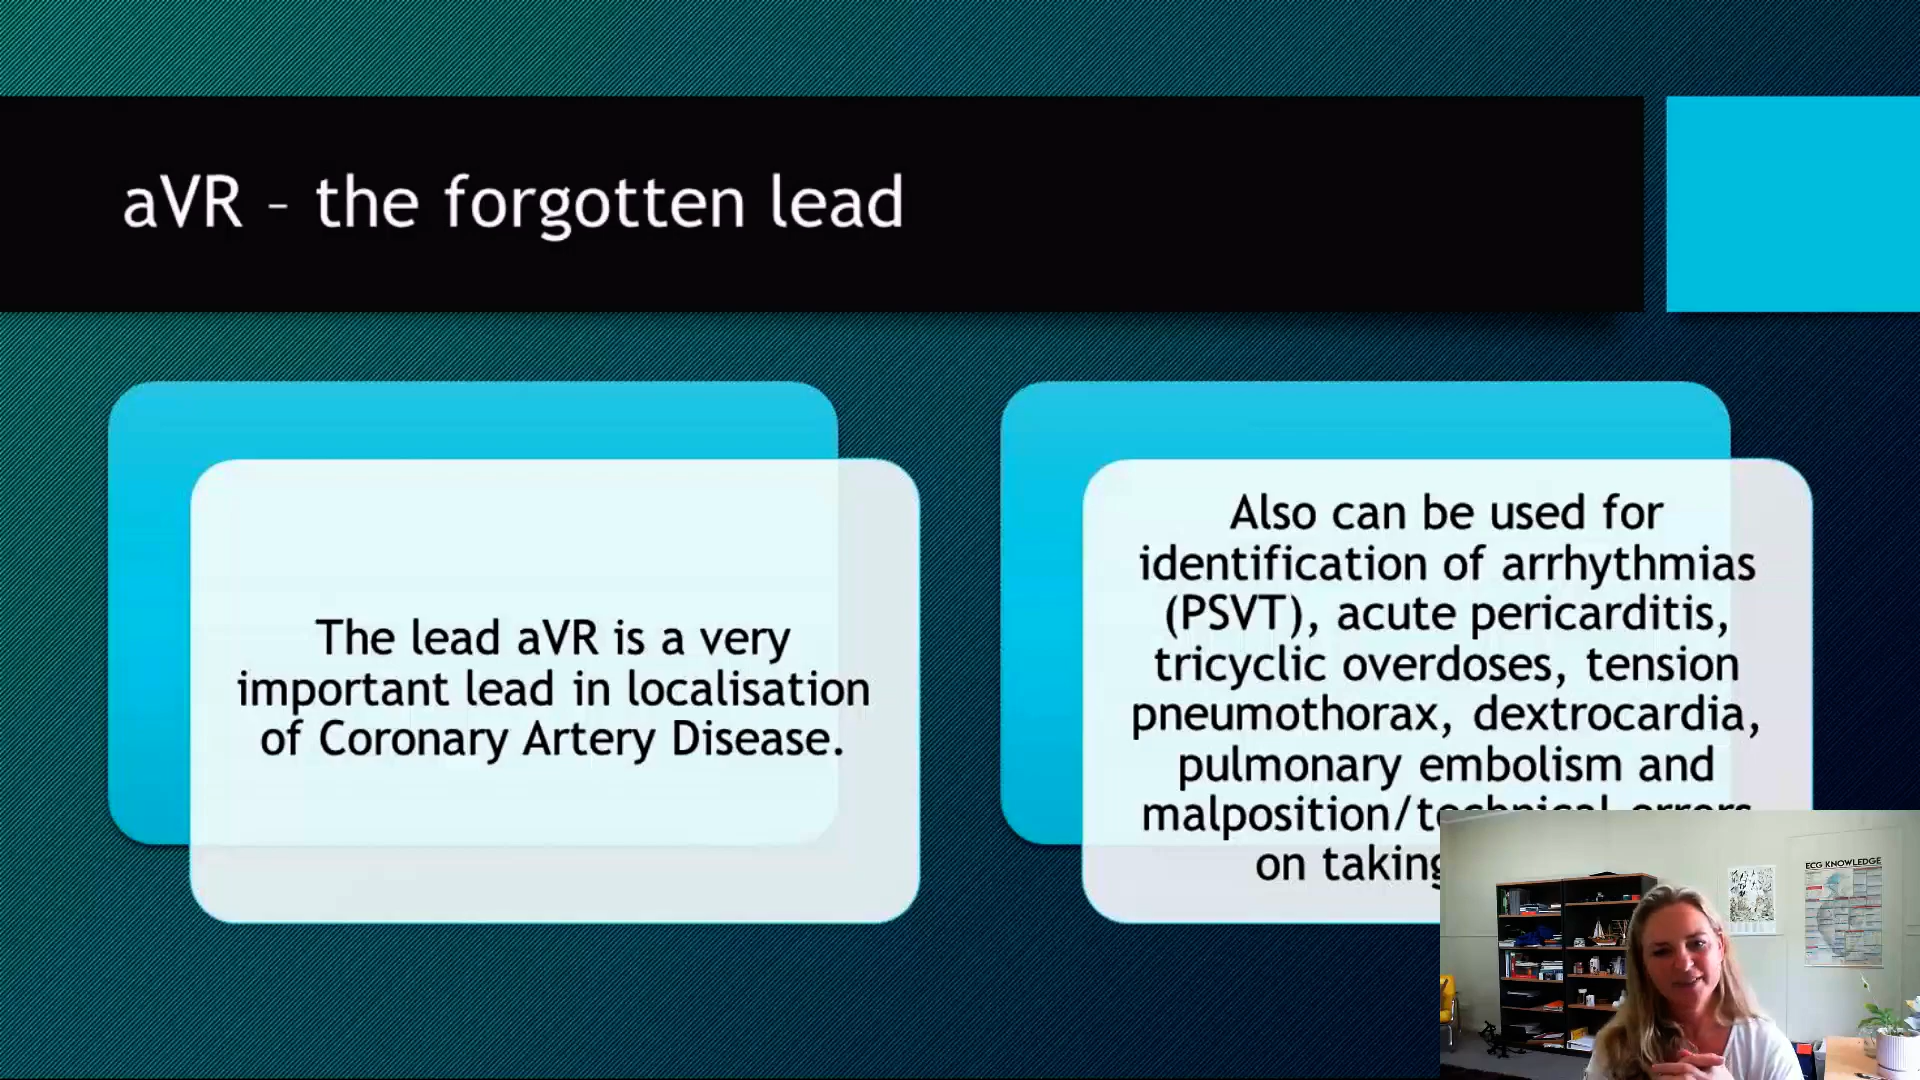 aVR – the forgotten lead
The lead aVR is a very
important lead in localisation
of Coronary Artery Disease.
Also can be used for
identification of arrhythmias
(PSVT), acute pericarditis,
tricyclic overdoses, tension
pneumothorax, dextrocardia,
pulmonary embolism and
malposition/technical errors
on taking
ECG KNOWLEDGE